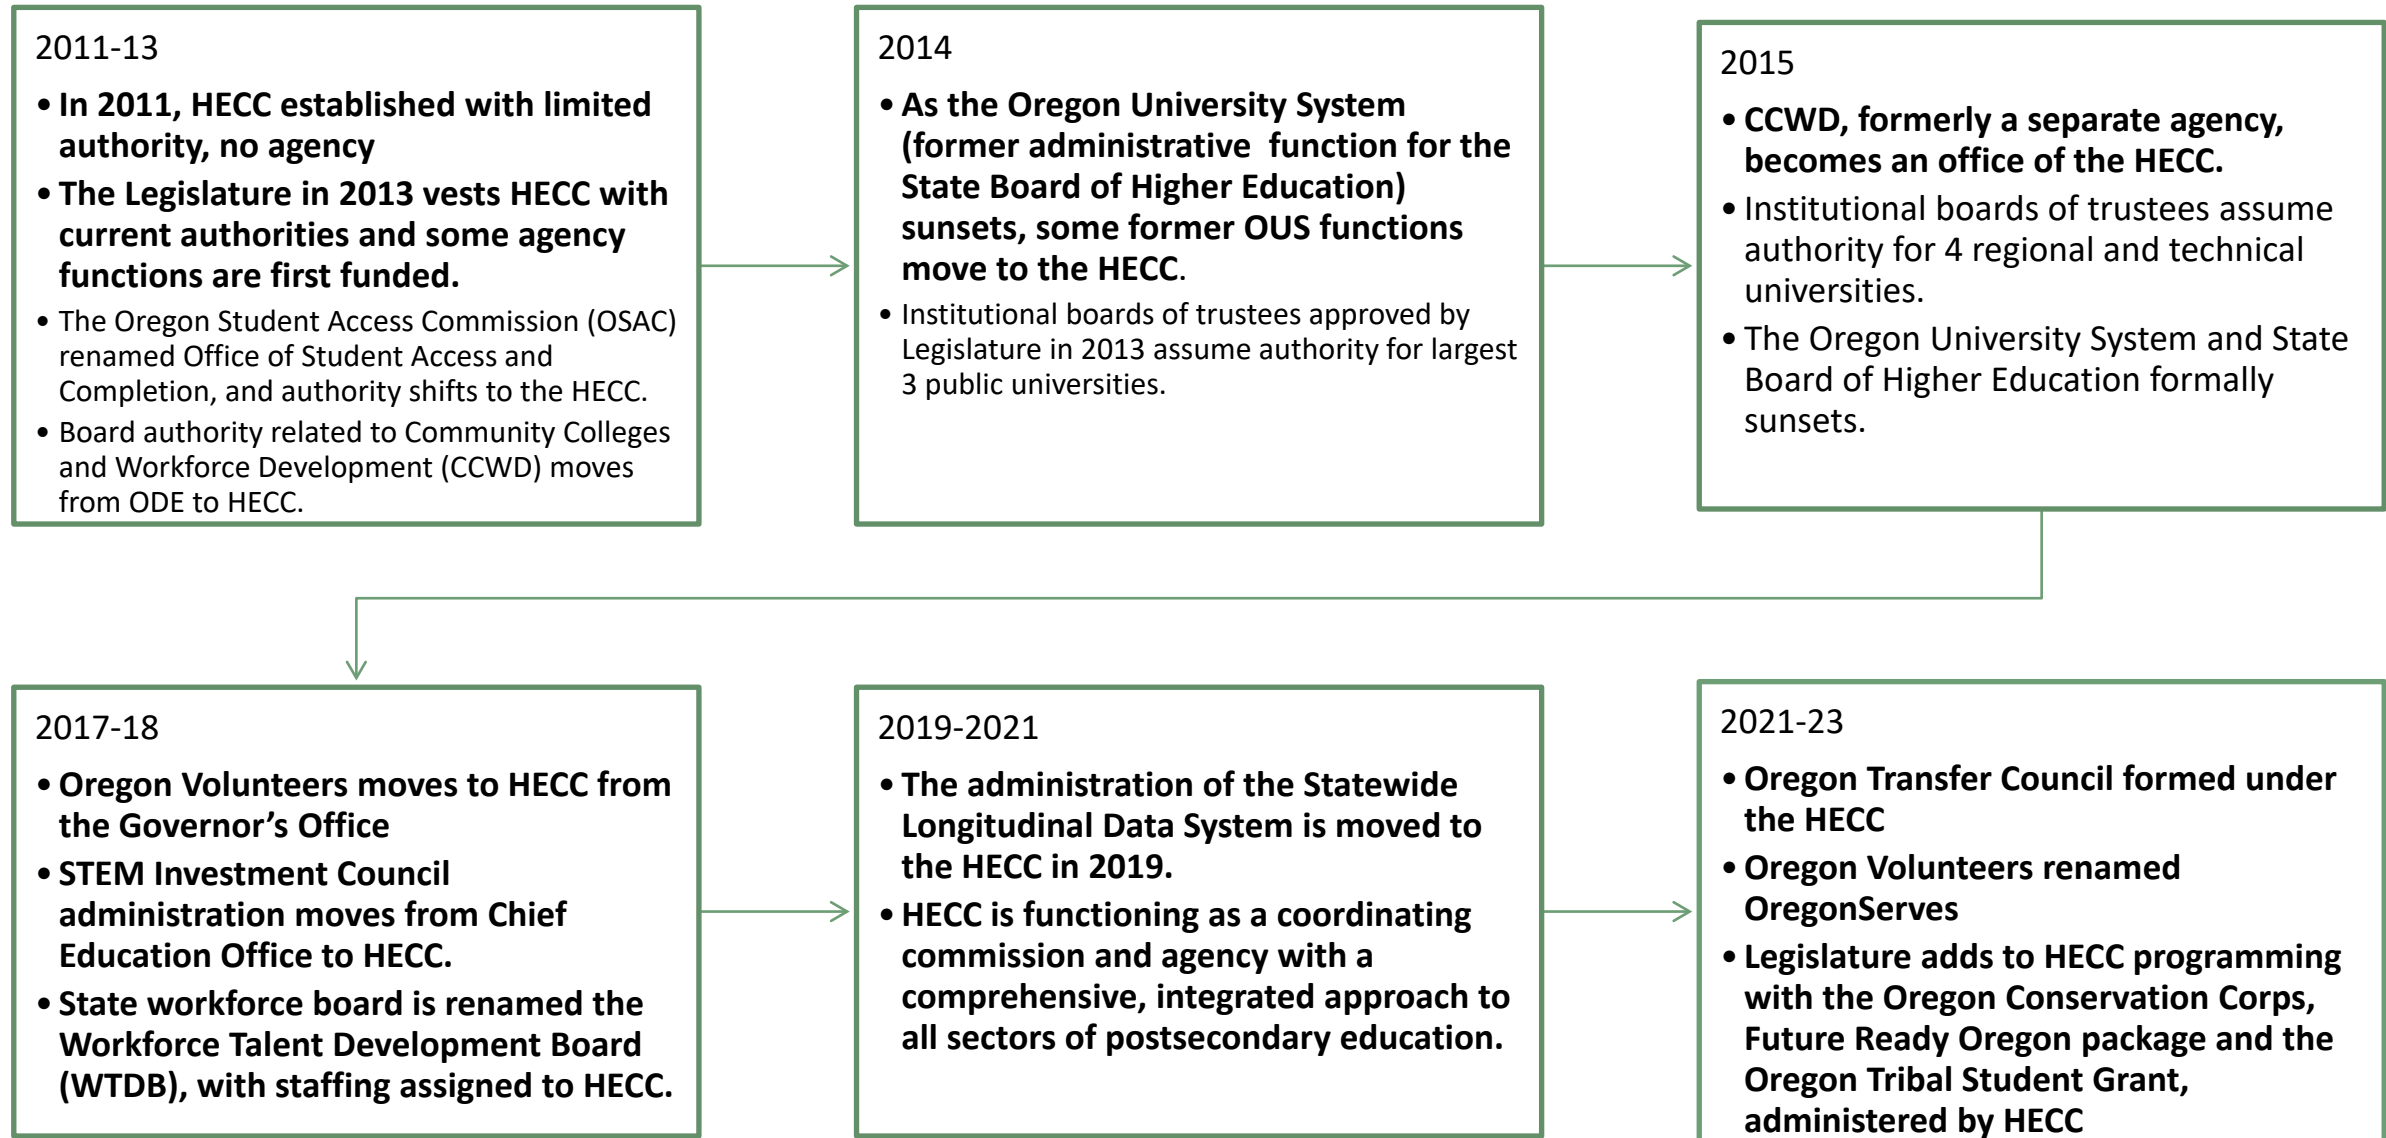 2011-13
• In 2011, HECC established with limited
authority, no agency
• The Legislature in 2013 vests HECC with
current authorities and some agency
functions are first funded.
• The Oregon Student Access Commission (OSAC)
renamed Office of Student Access and
Completion, and authority shifts to the HECC.
• Board authority related to Community Colleges
and Workforce Development (CCWD) moves
from ODE to HECC.
2014
• As the Oregon University System
(former administrative function for the
State Board of Higher Education)
sunsets, some former OUS functions
move to the HECC.
• Institutional boards of trustees approved by
Legislature in 2013 assume authority for largest
3 public universities.
2015
• CCWD, formerly a separate agency,
becomes an office of the HECC.
• Institutional boards of trustees assume
authority for 4 regional and technical
universities.
• The Oregon University System and State
Board of Higher Education formally
sunsets.
2017-18
• Oregon Volunteers moves to HECC from
the Governor’s Office
• STEM Investment Council
administration moves from Chief
Education Office to HECC.
• State workforce board is renamed the
Workforce Talent Development Board
(WTDB), with staffing assigned to HECC.
2019-2021
• The administration of the Statewide
Longitudinal Data System is moved to
the HECC in 2019.
• HECC is functioning as a coordinating
commission and agency with a
comprehensive, integrated approach to
all sectors of postsecondary education.
2021-23
• Oregon Transfer Council formed under
the HECC
• Oregon Volunteers renamed
OregonServes
• Legislature adds to HECC programming
with the Oregon Conservation Corps,
Future Ready Oregon package and the
Oregon Tribal Student Grant,
administered by HECC